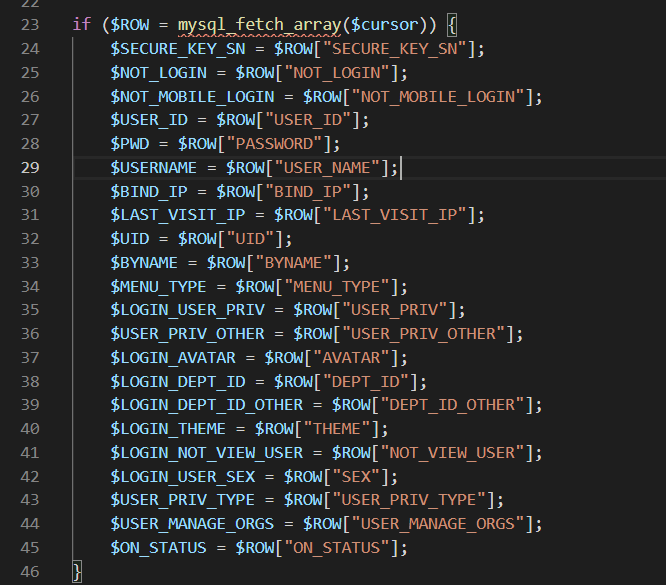 22
23 if ($ROW = mysql_fetch_array($cursor)) {
24 $SECURE_KEY_SN = $ROW["SECURE_KEY_SN"];
25 $NOT_LOGIN = $ROW["NOT_LOGIN"];
26 $NOT_MOBILE_LOGIN = $ROW["NOT_MOBILE_LOGIN"];
27 $USER_ID = $ROW["USER_ID"];
28 $PWD = $ROW["PASSWORD"];
29 $USERNAME = $ROW["USER_NAME"];
30 $BIND_IP = $ROW["BIND_IP"];
31 $LAST_VISIT_IP = $ROW["LAST_VISIT_IP"];
32 $UID = $ROW["UID"];
33 $BYNAME = $ROW["BYNAME"];
34 $MENU_TYPE = $ROW["MENU_TYPE"];
35 $LOGIN_USER_PRIV = $ROW["USER_PRIV"];
36 $USER_PRIV_OTHER = $ROW["USER_PRIV_OTHER"];
37 $LOGIN_AVATAR = $ROW["AVATAR"];
38 $LOGIN_DEPT_ID = $ROW["DEPT_ID"];
39 $LOGIN_DEPT_ID_OTHER = $ROW["DEPT_ID_OTHER"];
40 $LOGIN_THEME = $ROW["THEME"];
41 $LOGIN_NOT_VIEW_USER = $ROW["NOT_VIEW_USER"];
42 $LOGIN_USER_SEX = $ROW["SEX"];
43 $USER_PRIV_TYPE = $ROW["USER_PRIV_TYPE"];
44 $USER_MANAGE_ORGS = $ROW["USER_MANAGE_ORGS"];
45 $ON_STATUS = $ROW["ON_STATUS"];
46 }